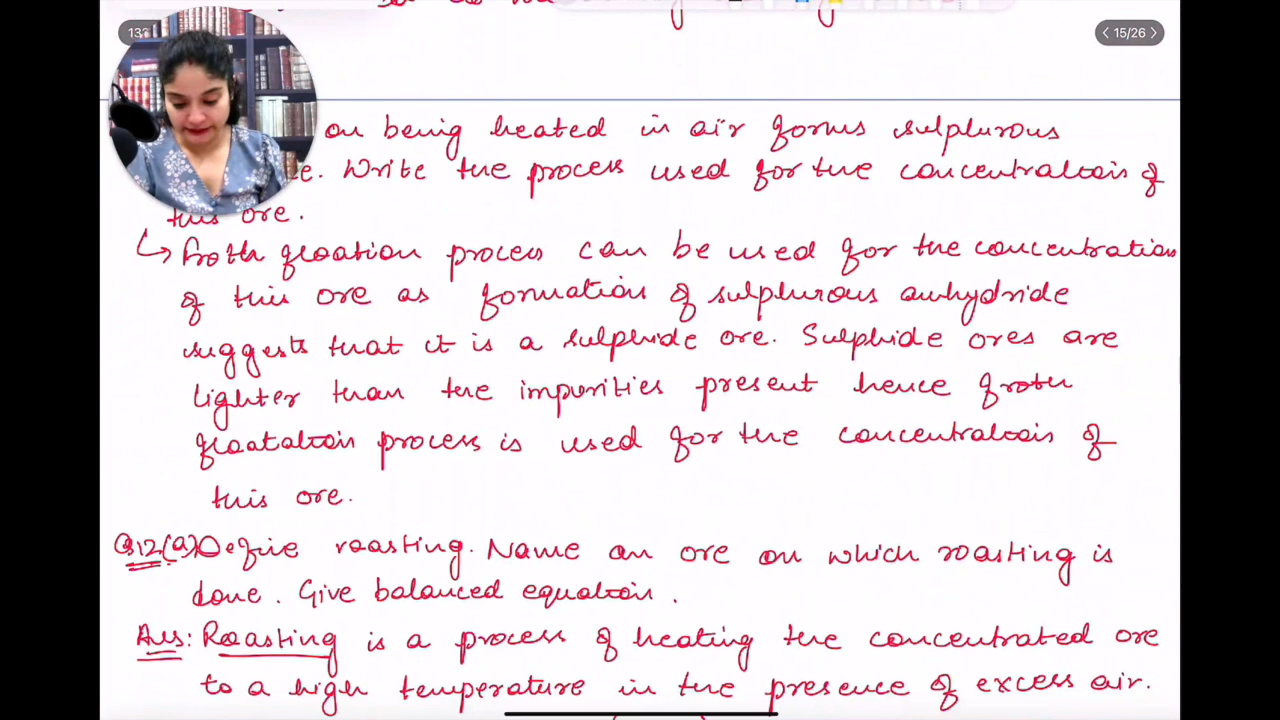 132
15/26
on being heated in air forms sulphurous
e. Write the process used for the concentration of
this ore.
↳ froth floation process can be used for the concentration
of this ore as formation of sulphurous anhydride
suggests that it is a sulphide ore. Sulphide ores are
lighter than the impurities present hence froth
floatation process is used for the concentration of
this ore.
Q12(a) Define roasting. Name an ore on which roasting is
done. Give balanced equation.
Ans: Roasting is a process of heating the concentrated ore
to a high temperature in the presence of excess air.